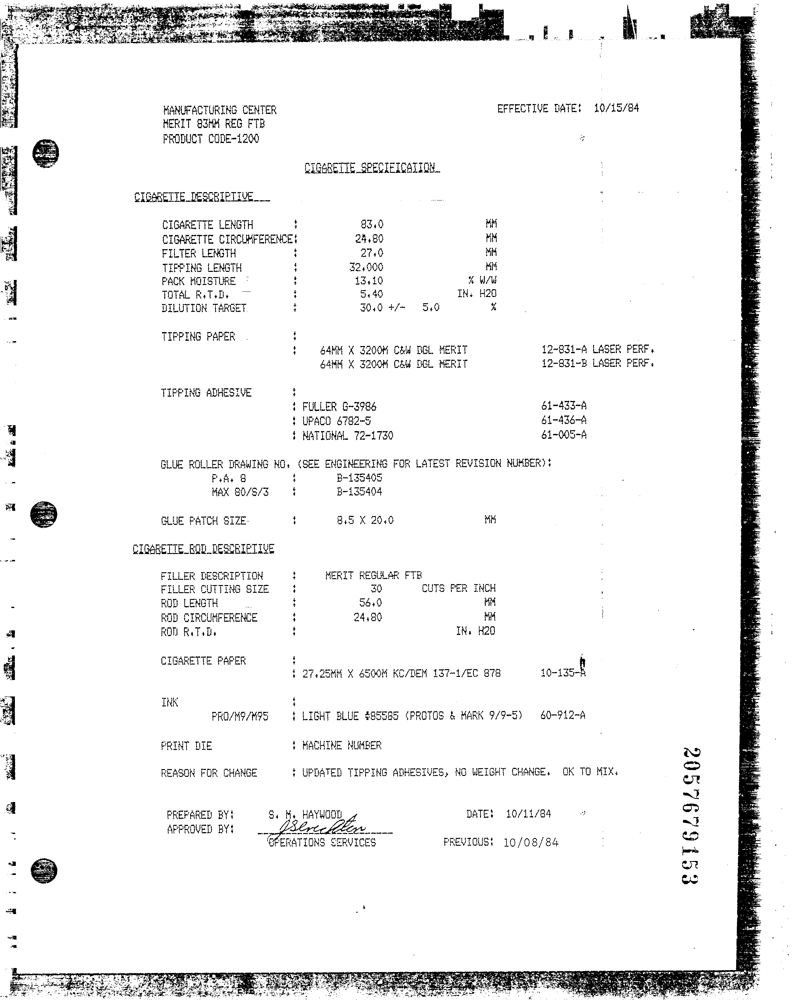 MANUFACTURING CENTER EFFECTIVE DATE: 10/15/84
MERIT 83MM REG FTB
PRODUCT CODE-1200
CIGARETTE SPECIFICATION
CIGARETTE DESCRIPTIVE
CIGARETTE LENGTH : 83.0 MM
CIGARETTE CIRCUMFERENCE: 24.80 MM
FILTER LENGTH : 27.0 MM
TIPPING LENGTH : 32.000 MM
PACK MOISTURE : 13.10 % W/W
TOTAL R.T.D. : 5.40 IN. H2O
DILUTION TARGET : 30.0 +/- 5.0 %
TIPPING PAPER :
: 64MM X 3200M C&W DGL MERIT 12-831-A LASER PERF.
64MM X 3200M C&W DGL MERIT 12-831-B LASER PERF.
TIPPING ADHESIVE :
: FULLER G-3986 61-433-A
: UPACO 6782-5 61-436-A
: NATIONAL 72-1730 61-005-A
GLUE ROLLER DRAWING NO. (SEE ENGINEERING FOR LATEST REVISION NUMBER):
P.A. 8 : B-135405
MAX 80/S/3 : B-135404
GLUE PATCH SIZE : 8.5 X 20.0 MM
CIGARETTE ROD DESCRIPTIVE
FILLER DESCRIPTION : MERIT REGULAR FTB
FILLER CUTTING SIZE : 30 CUTS PER INCH
ROD LENGTH : 56.0 MM
ROD CIRCUMFERENCE : 24.80 MM
ROD R.T.D. : IN. H2O
CIGARETTE PAPER :
: 27.25MM X 6500M KC/DEM 137-1/EC 878 10-135-A
INK :
PRO/M9/M95 : LIGHT BLUE #85585 (PROTOS & MARK 9/9-5) 60-912-A
PRINT DIE : MACHINE NUMBER
REASON FOR CHANGE : UPDATED TIPPING ADHESIVES, NO WEIGHT CHANGE. OK TO MIX.
PREPARED BY: S. M. HAYWOOD DATE: 10/11/84
APPROVED BY:
OPERATIONS SERVICES PREVIOUS: 10/08/84
2057679153